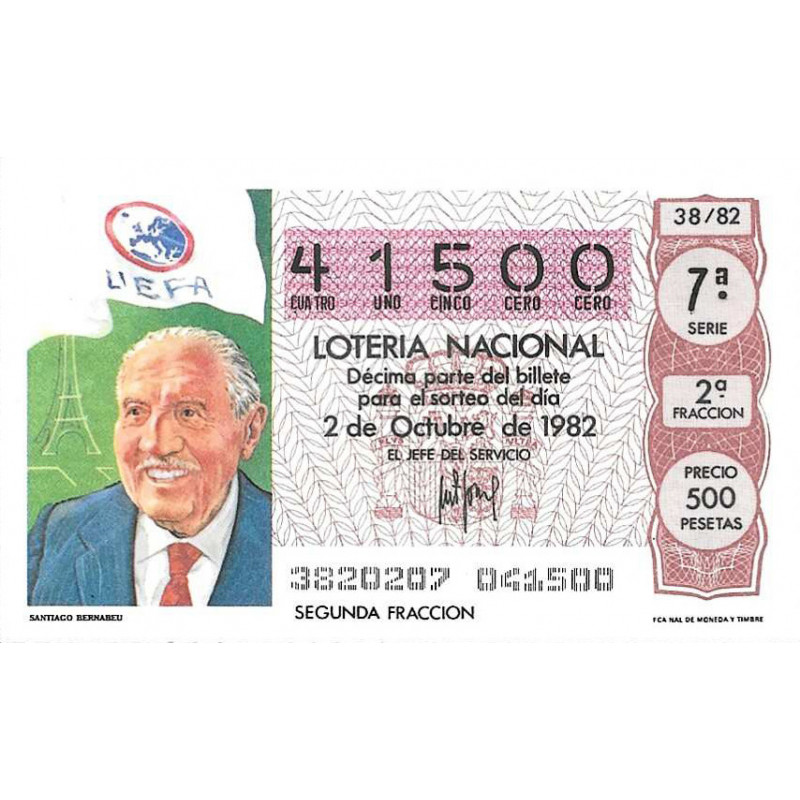 UEFA
SANTIAGO BERNABEU
41500
CUATRO UNO CINCO CERO CERO
LOTERIA NACIONAL
Décima parte del billete
para el sorteo del día
2 de Octubre de 1982
EL JEFE DEL SERVICIO
PLVS VLTRA
3820207 041500
SEGUNDA FRACCION
38/82
7ª
SERIE
2ª
FRACCION
PRECIO
500
PESETAS
FCA NAL DE MONEDA Y TIMBRE